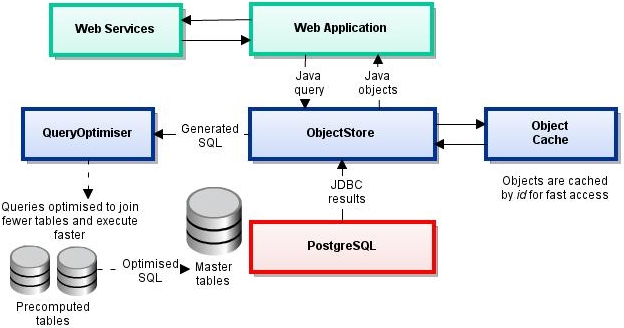 Web Services
Web Application
Java
query
Java
objects
QueryOptimiser
Generated
SQL
ObjectStore
Object
Cache
Objects are cached
by id for fast access
Queries optimised to join
fewer tables and execute
faster
JDBC
results
PostgreSQL
Optimised
SQL
Master
tables
Precomputed
tables